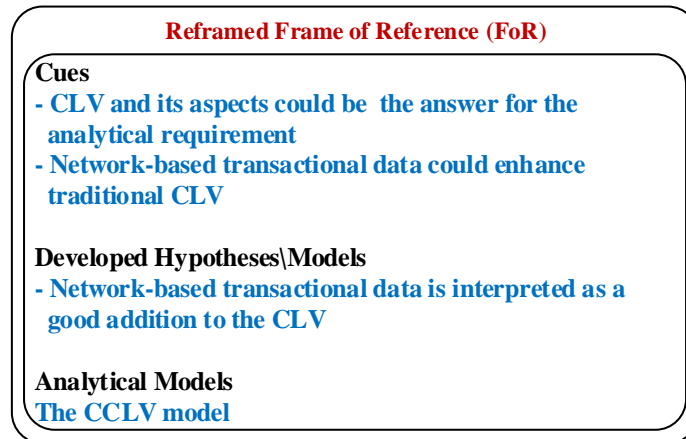 Reframed Frame of Reference (FoR)
Cues
- CLV and its aspects could be the answer for the
analytical requirement
- Network-based transactional data could enhance
traditional CLV
Developed Hypotheses\Models
- Network-based transactional data is interpreted as a
good addition to the CLV
Analytical Models
The CCLV model